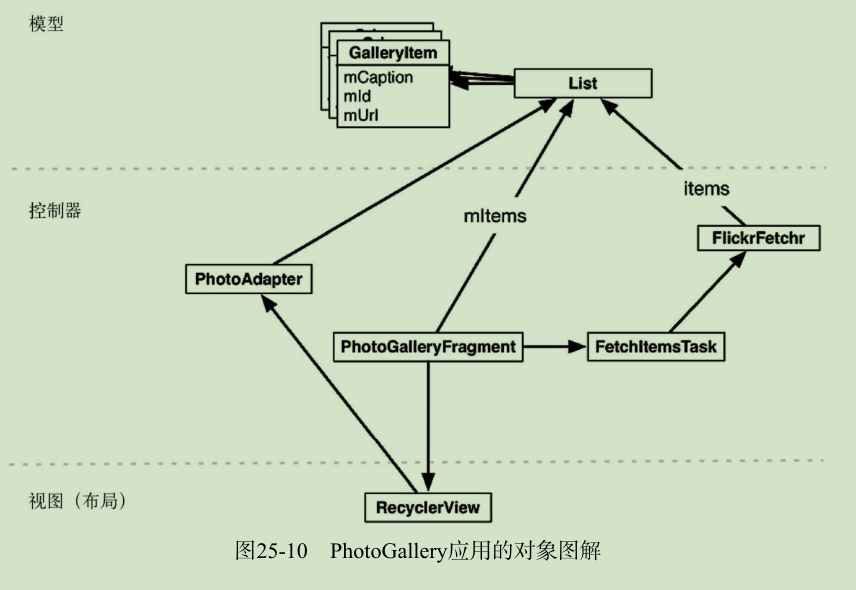 模型
GalleryItem
mCaption
mId
mUrl
List
控制器
mItems
items
FlickrFetchr
PhotoAdapter
PhotoGalleryFragment
FetchItemsTask
视图（布局）
RecyclerView
图25-10 PhotoGallery应用的对象图解